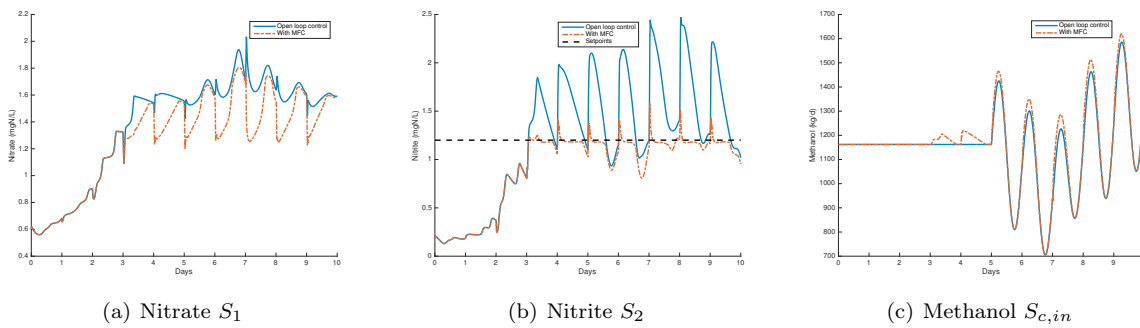 2.2
2
1.8
1.6
1.4
1.2
1
0.8
0.6
0.4
Nitrate (mgN/L)
Open loop control
With MFC
0 1 2 3 4 5 6 7 8 9 10
Days
(a) Nitrate S1
2.5
2
1.5
1
0.5
0
Nitrite (mgN/L)
Open loop control
With MFC
Setpoints
0 1 2 3 4 5 6 7 8 9 10
Days
(b) Nitrite S2
1700
1600
1500
1400
1300
1200
1100
1000
900
800
700
Methanol (kg/d)
Open loop control
With MFC
0 1 2 3 4 5 6 7 8 9
Days
(c) Methanol Sc,in